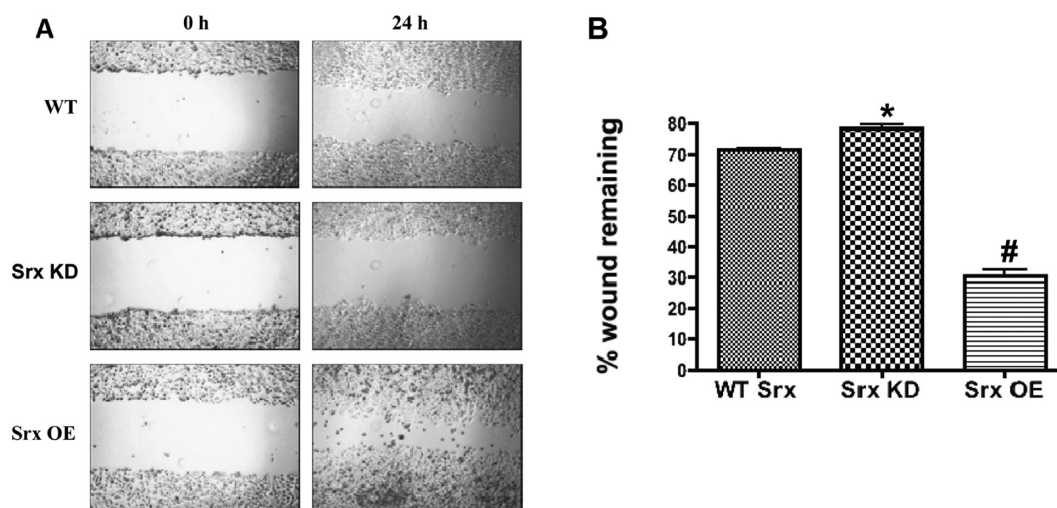 A
0 h
24 h
WT
Srx KD
Srx OE
B
% wound remaining
80
70
60
50
40
30
20
10
0
*
#
WT Srx
Srx KD
Srx OE